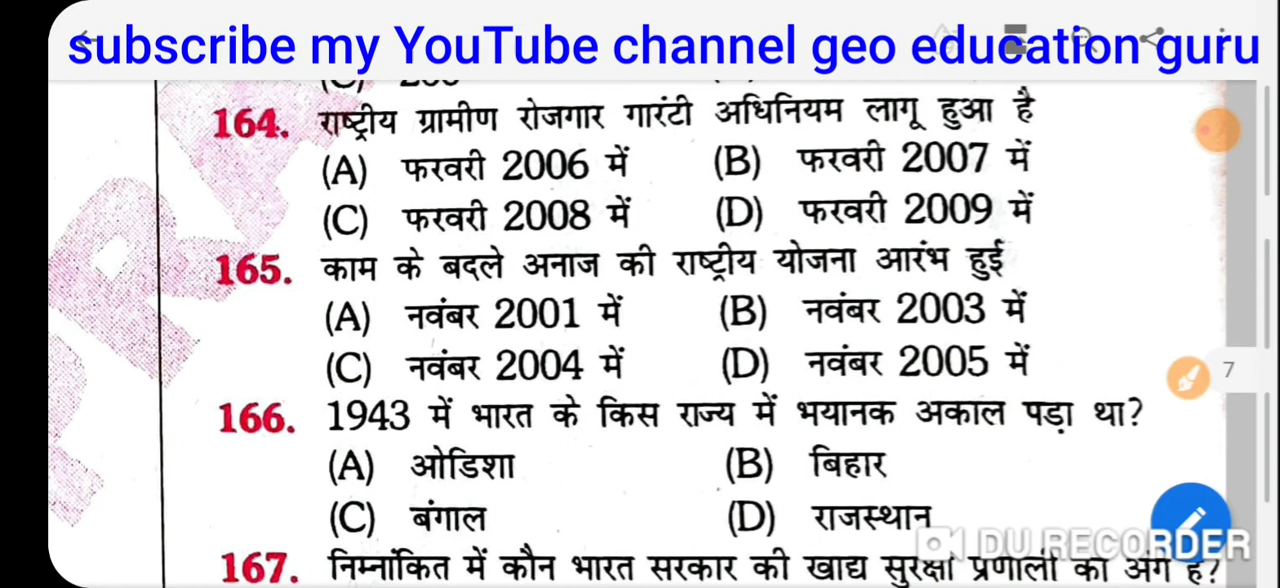 subscribe my YouTube channel geo education guru
164. राष्ट्रीय ग्रामीण रोजगार गारंटी अधिनियम लागू हुआ है
(A) फरवरी 2006 में (B) फरवरी 2007 में
(C) फरवरी 2008 में (D) फरवरी 2009 में
165. काम के बदले अनाज की राष्ट्रीय योजना आरंभ हुई
(A) नवंबर 2001 में (B) नवंबर 2003 में
(C) नवंबर 2004 में (D) नवंबर 2005 में
7
166. 1943 में भारत के किस राज्य में भयानक अकाल पड़ा था?
(A) ओडिशा (B) बिहार
(C) बंगाल (D) राजस्थान
DU RECORDER
167. निम्नांकित में कौन भारत सरकार की खाद्य सुरक्षा प्रणाली का अंग है?